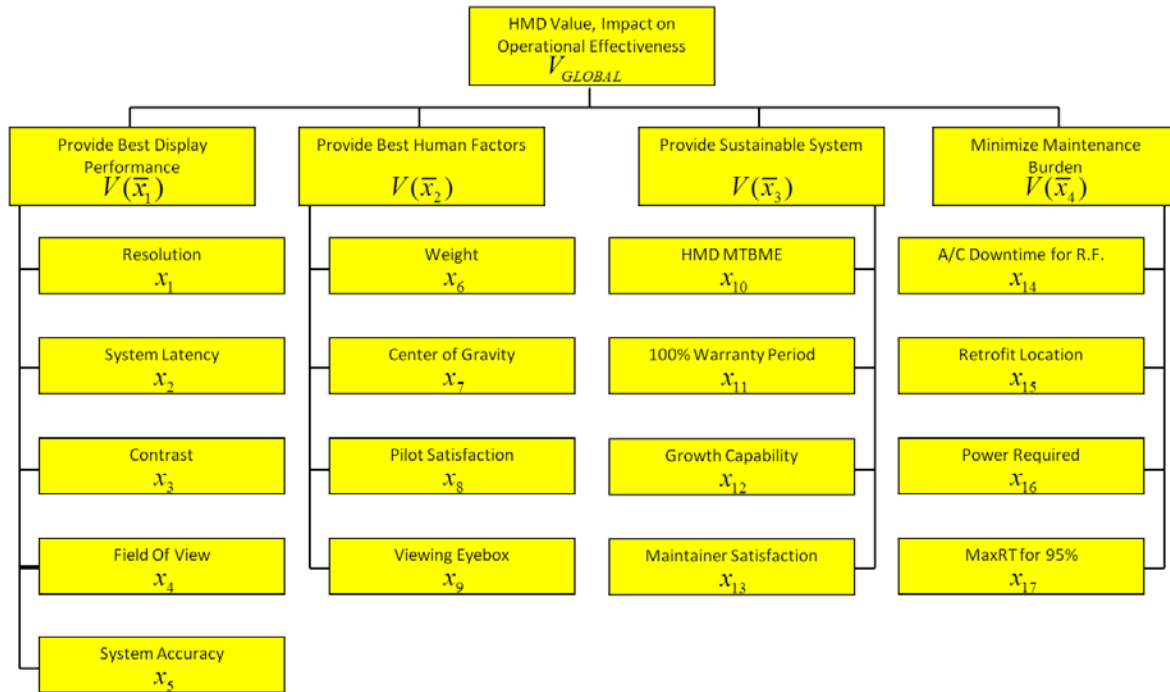 HMD Value, Impact on
Operational Effectiveness
V_GLOBAL
Provide Best Display
Performance
V(x̄₁)
Provide Best Human Factors
V(x̄₂)
Provide Sustainable System
V(x̄₃)
Minimize Maintenance
Burden
V(x̄₄)
Resolution
x₁
System Latency
x₂
Contrast
x₃
Field Of View
x₄
System Accuracy
x₅
Weight
x₆
Center of Gravity
x₇
Pilot Satisfaction
x₈
Viewing Eyebox
x₉
HMD MTBME
x₁₀
100% Warranty Period
x₁₁
Growth Capability
x₁₂
Maintainer Satisfaction
x₁₃
A/C Downtime for R.F.
x₁₄
Retrofit Location
x₁₅
Power Required
x₁₆
MaxRT for 95%
x₁₇